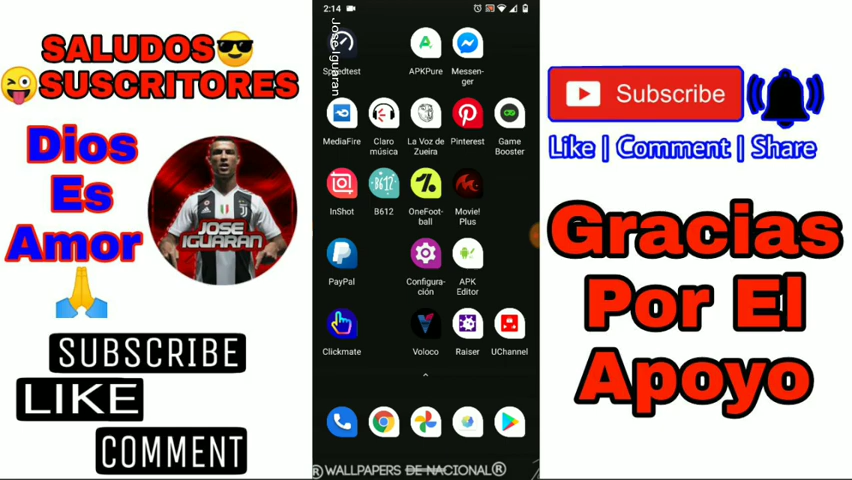 SALUDOS
SUSCRITORES
Dios
Es
Amor
JOSE
IGUARAN
SUBSCRIBE
LIKE
COMMENT
2:14
Jose Iguaran
Speedtest
APKPure
Messen-
ger
MediaFire
Claro
música
La Voz de
Zueira
Pinterest
Game
Booster
InShot
B612
OneFoot-
ball
Movie!
Plus
PayPal
Configura-
ción
APK
Editor
Clickmate
Voloco
Raiser
UChannel
® WALLPAPERS DE NACIONAL®
Subscribe
Like | Comment | Share
Gracias
Por El
Apoyo